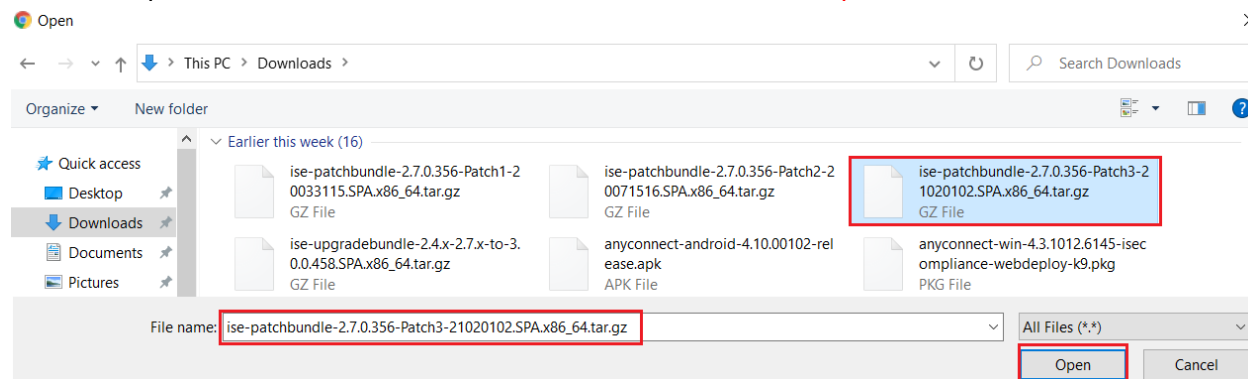 Open
This PC > Downloads >
Search Downloads
Organize
New folder
?
Earlier this week (16)
Quick access
Desktop
Downloads
Documents
Pictures
ise-patchbundle-2.7.0.356-Patch1-2
0033115.SPA.x86_64.tar.gz
GZ File
ise-patchbundle-2.7.0.356-Patch2-2
0071516.SPA.x86_64.tar.gz
GZ File
ise-patchbundle-2.7.0.356-Patch3-2
1020102.SPA.x86_64.tar.gz
GZ File
ise-upgradebundle-2.4.x-2.7.x-to-3.
0.0.458.SPA.x86_64.tar.gz
GZ File
anyconnect-android-4.10.00102-rel
ease.apk
APK File
anyconnect-win-4.3.1012.6145-isec
ompliance-webdeploy-k9.pkg
PKG File
File name: ise-patchbundle-2.7.0.356-Patch3-21020102.SPA.x86_64.tar.gz
All Files (*.*)
Open
Cancel